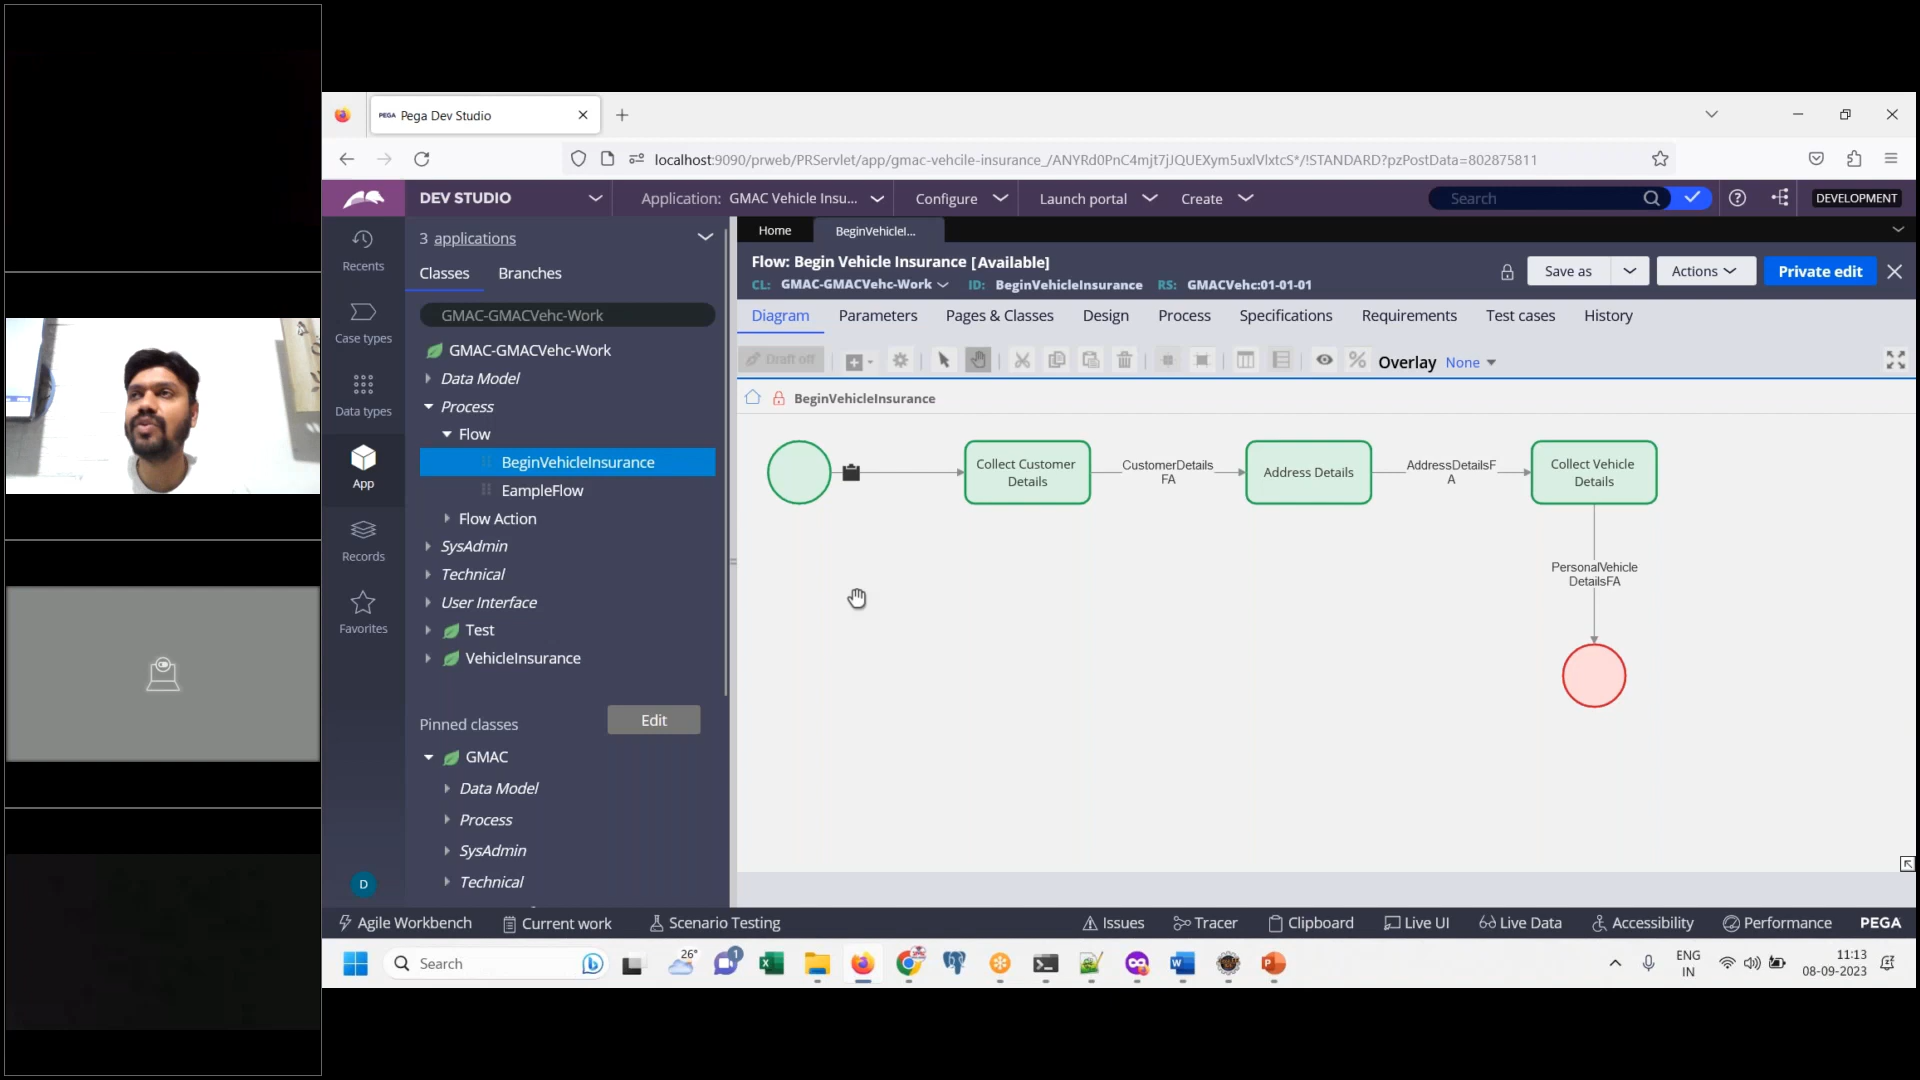 PEGA Pega Dev Studio
localhost:9090/prweb/PRServlet/app/gmac-vehcile-insurance_/ANYRd0PnC4mjt7jJQUEXym5uxlVlxtcS*/!STANDARD?pzPostData=802875811
DEV STUDIO
Application: GMAC Vehicle Insu...
Configure
Launch portal
Create
Search
DEVELOPMENT
Recents
Case types
Data types
App
Records
Favorites
D
3 applications
Classes
Branches
GMAC-GMACVehc-Work
GMAC-GMACVehc-Work
Data Model
Process
Flow
BeginVehicleInsurance
EampleFlow
Flow Action
SysAdmin
Technical
User Interface
Test
VehicleInsurance
Pinned classes
Edit
GMAC
Data Model
Process
SysAdmin
Technical
Home
BeginVehicleI...
Flow: Begin Vehicle Insurance [Available]
CL: GMAC-GMACVehc-Work ID: BeginVehicleInsurance RS: GMACVehc:01-01-01
Save as
Actions
Private edit
Diagram
Parameters
Pages & Classes
Design
Process
Specifications
Requirements
Test cases
History
Draft off
Overlay None
BeginVehicleInsurance
Collect Customer
Details
CustomerDetails
FA
Address Details
AddressDetailsF
A
Collect Vehicle
Details
PersonalVehicle
DetailsFA
Agile Workbench
Current work
Scenario Testing
Issues
Tracer
Clipboard
Live UI
Live Data
Accessibility
Performance
PEGA
Search
26°
1
ENG
IN
11:13
08-09-2023